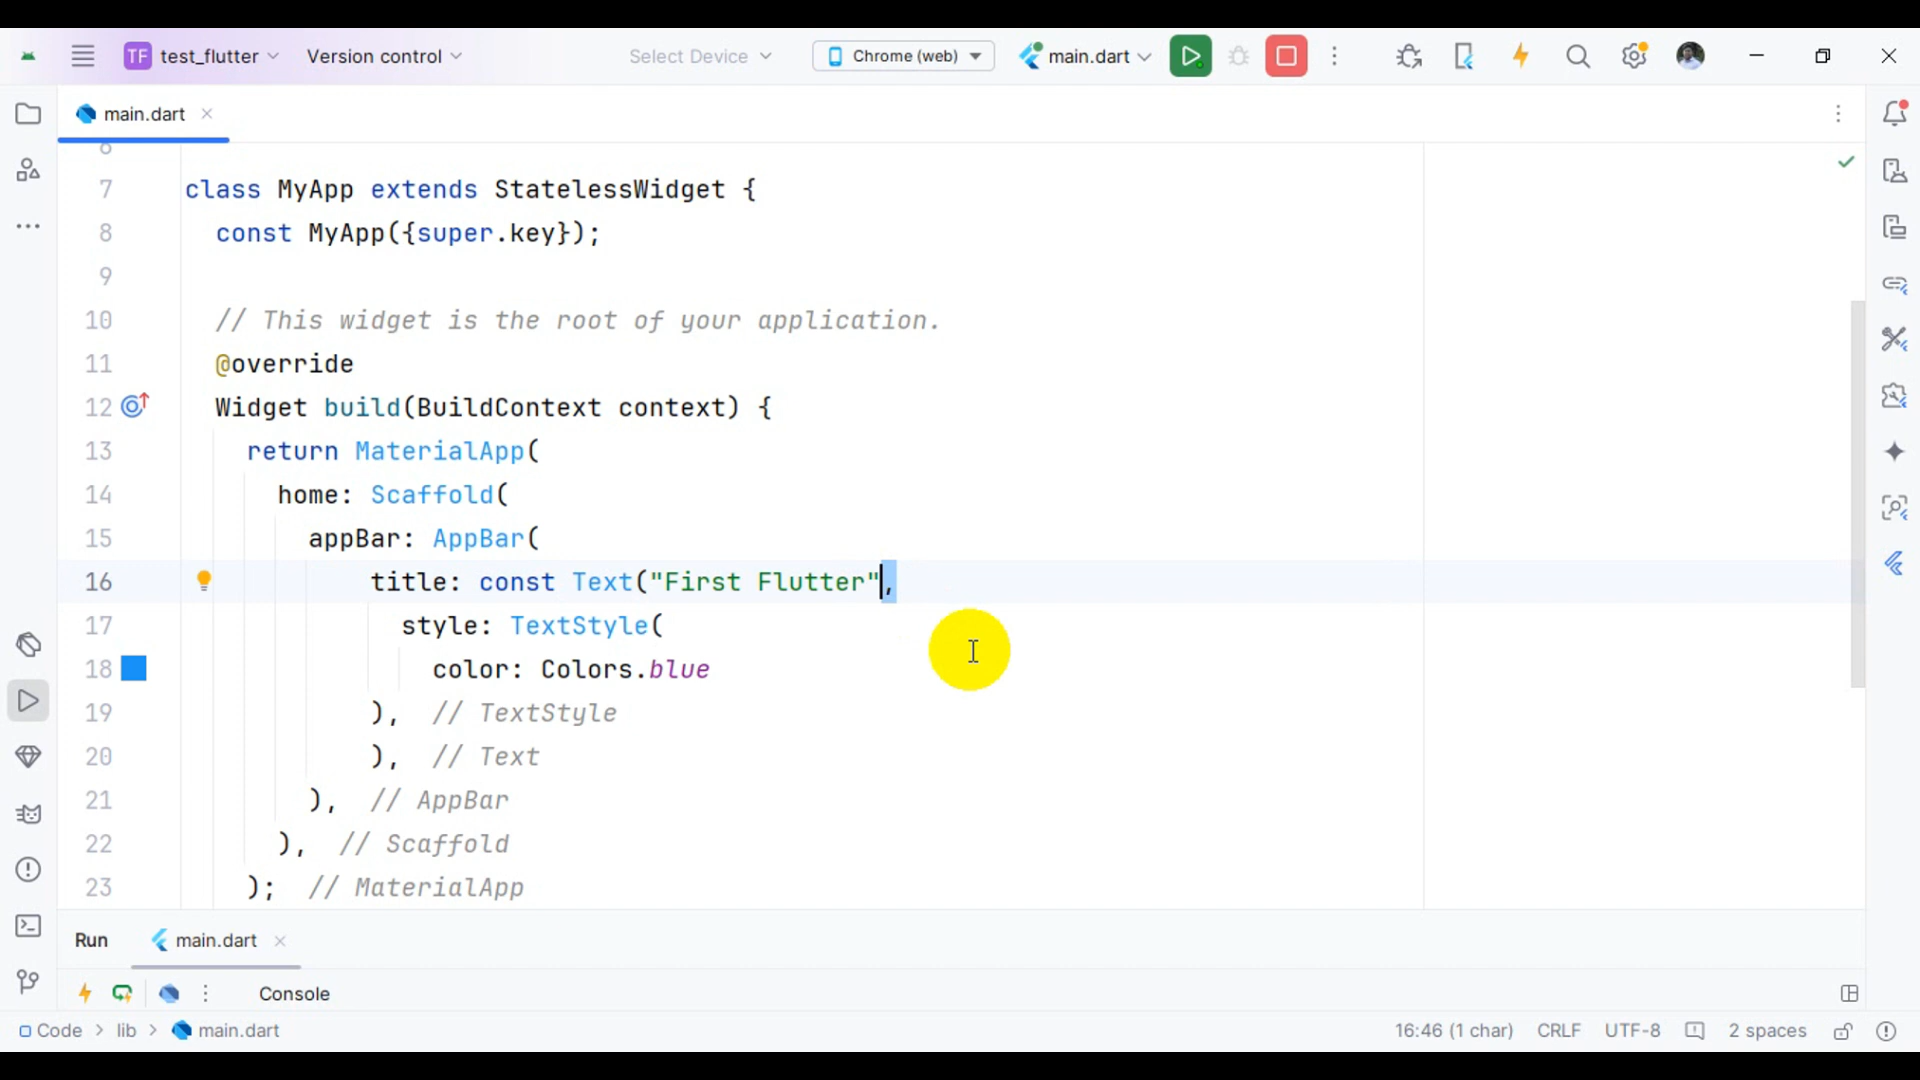 TF test_flutter Version control Select Device Chrome (web) main.dart
main.dart
6
7 class MyApp extends StatelessWidget {
8 const MyApp({super.key});
9
10 // This widget is the root of your application.
11 @override
12 Widget build(BuildContext context) {
13 return MaterialApp(
14 home: Scaffold(
15 appBar: AppBar(
16 title: const Text("First Flutter",
17 style: TextStyle(
18 color: Colors.blue
19 ), // TextStyle
20 ), // Text
21 ), // AppBar
22 ), // Scaffold
23 ); // MaterialApp
Run main.dart
Console
Code > lib > main.dart 16:46 (1 char) CRLF UTF-8 2 spaces